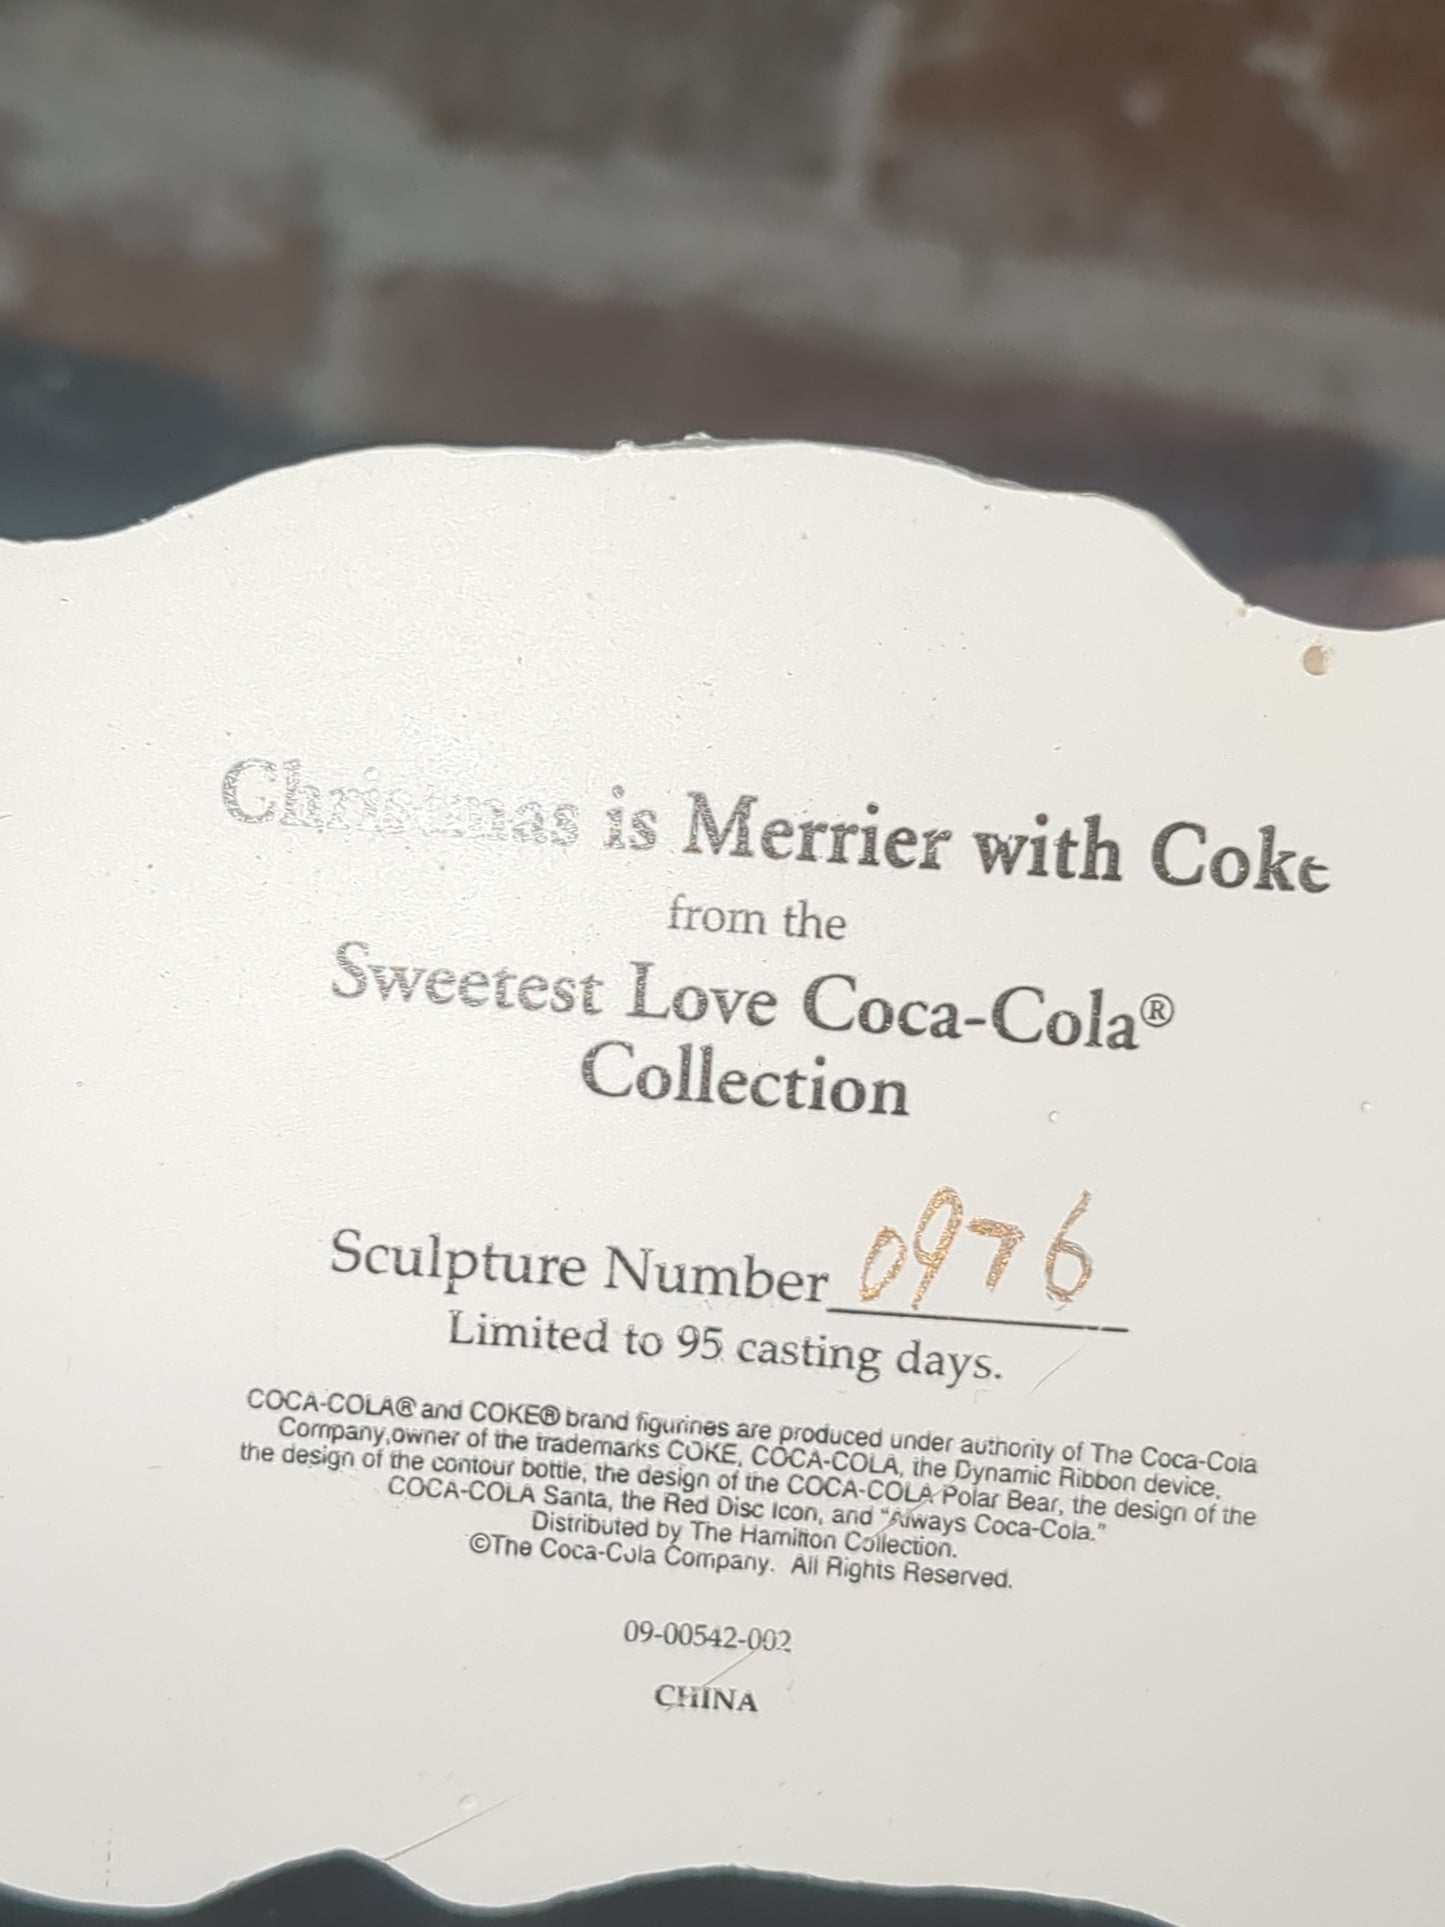 Christmas is Merrier with Coke
from the
Sweetest Love Coca-Cola®
Collection
Sculpture Number 0976
Limited to 95 casting days.
COCA-COLA® and COKE® brand figurines are produced under authority of The Coca-Cola
Company,owner of the trademarks COKE, COCA-COLA, the Dynamic Ribbon device,
the design of the contour bottle, the design of the COCA-COLA Polar Bear, the design of the
COCA-COLA Santa, the Red Disc Icon, and “Always Coca-Cola.”
Distributed by The Hamilton Collection.
©The Coca-Cola Company. All Rights Reserved.
09-00542-002
CHINA